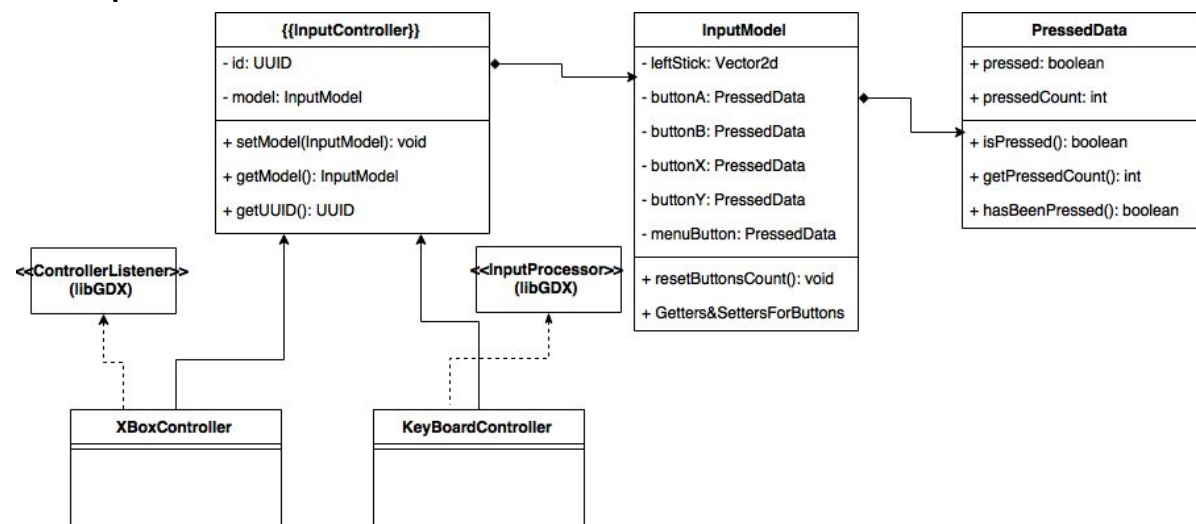 {{InputController}}
- id: UUID
- model: InputModel
+ setModel(InputModel): void
+ getModel(): InputModel
+ getUUID(): UUID
InputModel
- leftStick: Vector2d
- buttonA: PressedData
- buttonB: PressedData
- buttonX: PressedData
- buttonY: PressedData
- menuButton: PressedData
+ resetButtonsCount(): void
+ Getters&SettersForButtons
PressedData
+ pressed: boolean
+ pressedCount: int
+ isPressed(): boolean
+ getPressedCount(): int
+ hasBeenPressed(): boolean
<<ControllerListener>>
(libGDX)
<<InputProcessor>>
(libGDX)
XBoxController
KeyBoardController